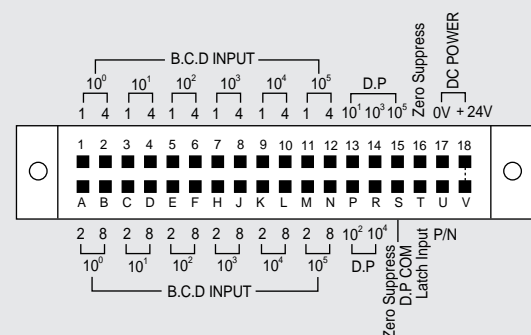 B.C.D INPUT
10⁰ 10¹ 10² 10³ 10⁴ 10⁵ D.P Zero Suppress DC POWER
1 4 1 4 1 4 1 4 1 4 1 4 10¹ 10³ 10⁵ 0V +24V
1 2 3 4 5 6 7 8 9 10 11 12 13 14 15 16 17 18
A B C D E F H J K L M N P R S T U V
2 8 2 8 2 8 2 8 2 8 2 8 10² 10⁴ P/N
10⁰ 10¹ 10² 10³ 10⁴ 10⁵ D.P
B.C.D INPUT
Zero Suppress
D.P COM
Latch Input